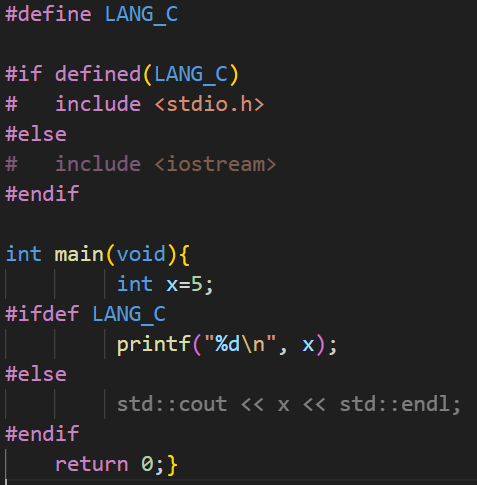 #define LANG_C

#if defined(LANG_C)
#   include <stdio.h>
#else
#   include <iostream>
#endif

int main(void){
         int x=5;
#ifdef LANG_C
         printf("%d\n", x);
#else
         std::cout << x << std::endl;
#endif
    return 0;}